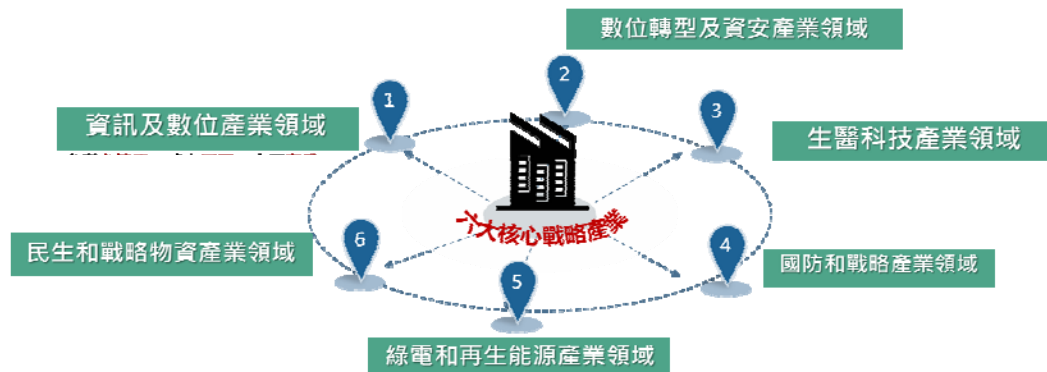 數位轉型及資安產業領域
2
1
3
資訊及數位產業領域
生醫科技產業領域
六大核心戰略產業
6
4
民生和戰略物資產業領域
國防和戰略產業領域
5
綠電和再生能源產業領域